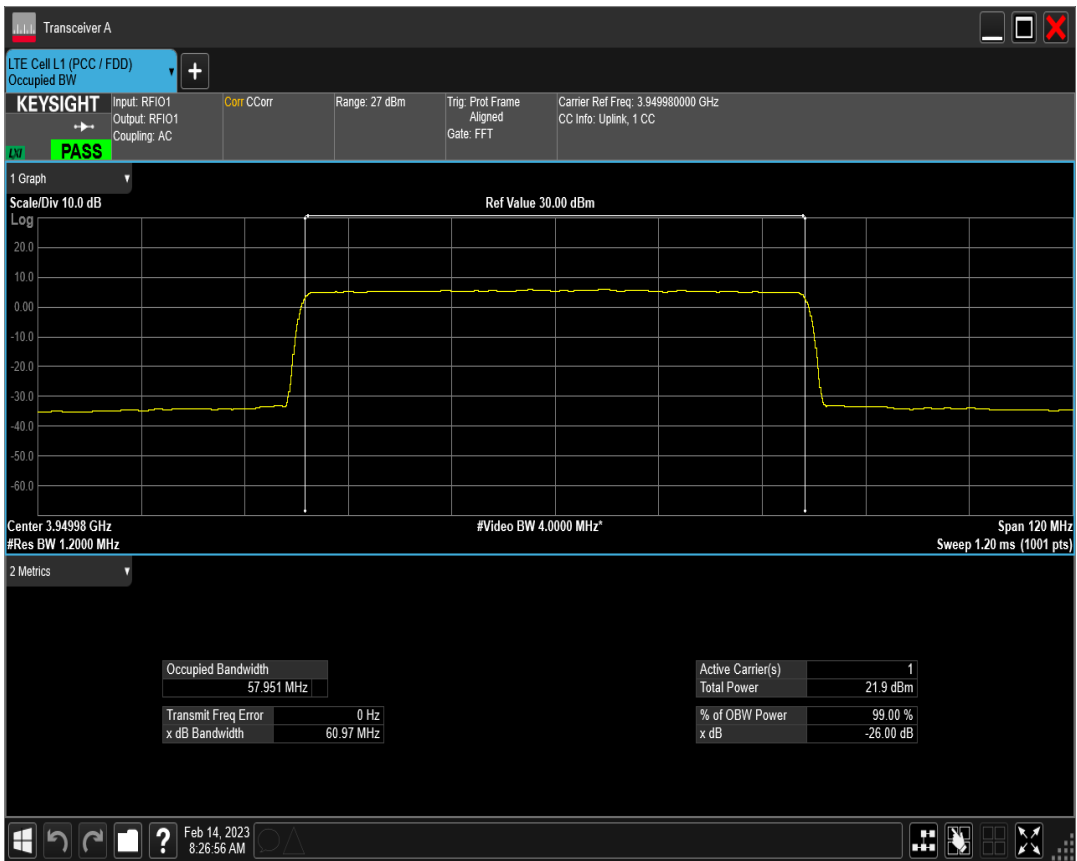 Transceiver A
LTE Cell L1 (PCC / FDD)
Occupied BW
+
KEYSIGHT
LXI
PASS
Input: RFIO1
Output: RFIO1
Coupling: AC
Corr CCorr
Range: 27 dBm
Trig: Prot Frame
Aligned
Gate: FFT
Carrier Ref Freq: 3.949980000 GHz
CC Info: Uplink, 1 CC
1 Graph
Scale/Div 10.0 dB
Ref Value 30.00 dBm
Log
20.0
10.0
0.00
-10.0
-20.0
-30.0
-40.0
-50.0
-60.0
Center 3.94998 GHz
#Video BW 4.0000 MHz*
Span 120 MHz
#Res BW 1.2000 MHz
Sweep 1.20 ms (1001 pts)
2 Metrics
Occupied Bandwidth
57.951 MHz
Transmit Freq Error 0 Hz
x dB Bandwidth 60.97 MHz
Active Carrier(s) 1
Total Power 21.9 dBm
% of OBW Power 99.00 %
x dB -26.00 dB
?
Feb 14, 2023
8:26:56 AM